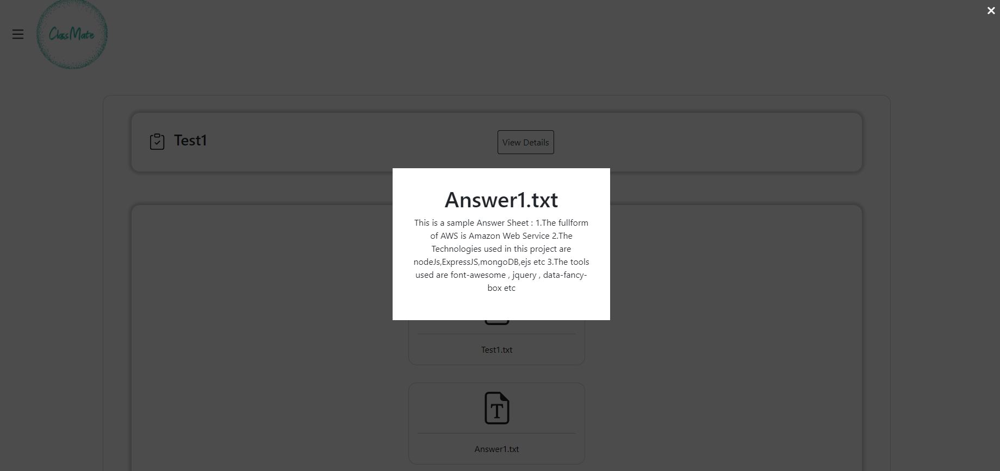 ClassMate
Test1
View Details
Answer1.txt
This is a sample Answer Sheet : 1.The fullform
of AWS is Amazon Web Service 2.The
Technologies used in this project are
nodeJs,ExpressJS,mongoDB,ejs etc 3.The tools
used are font-awesome , jquery , data-fancy-
box etc
Test1.txt
T
Answer1.txt